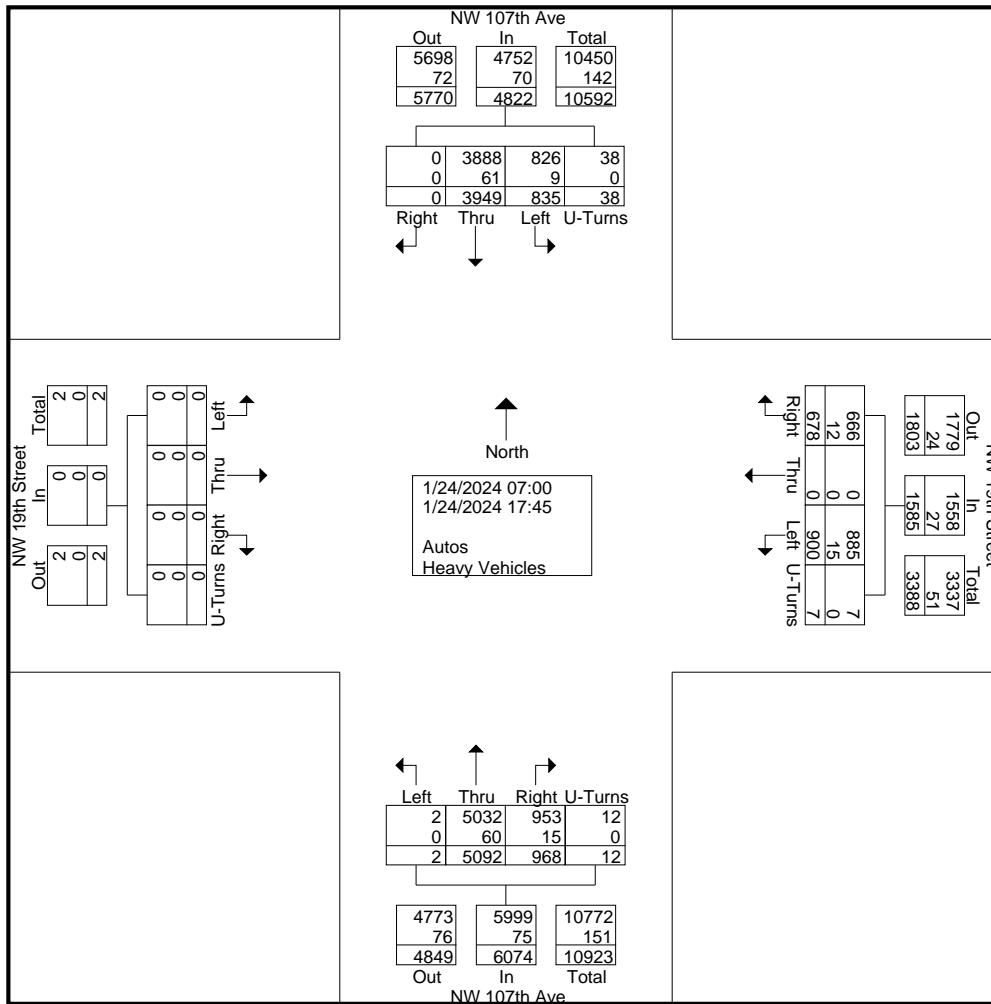 NW 107th Ave
Out In Total
5698 4752 10450
72 70 142
5770 4822 10592
0 3888 826 38
0 61 9 0
0 3949 835 38
Right Thru Left U-Turns
NW 19th Street
Total In Out
2 0 2
0 0 0
2 0 2
Left Thru Right U-Turns
0 0 0 0
0 0 0 0
0 0 0 0
North
1/24/2024 07:00
1/24/2024 17:45
Autos
Heavy Vehicles
Right Thru Left U-Turns
666 0 885 7
12 0 15 0
678 0 900 7
Out In Total
1779 1558 3337
24 27 51
1803 1585 3388
Left Thru Right U-Turns
2 5032 953 12
0 60 15 0
2 5092 968 12
4773 5999 10772
76 75 151
4849 6074 10923
Out In Total
NW 107th Ave